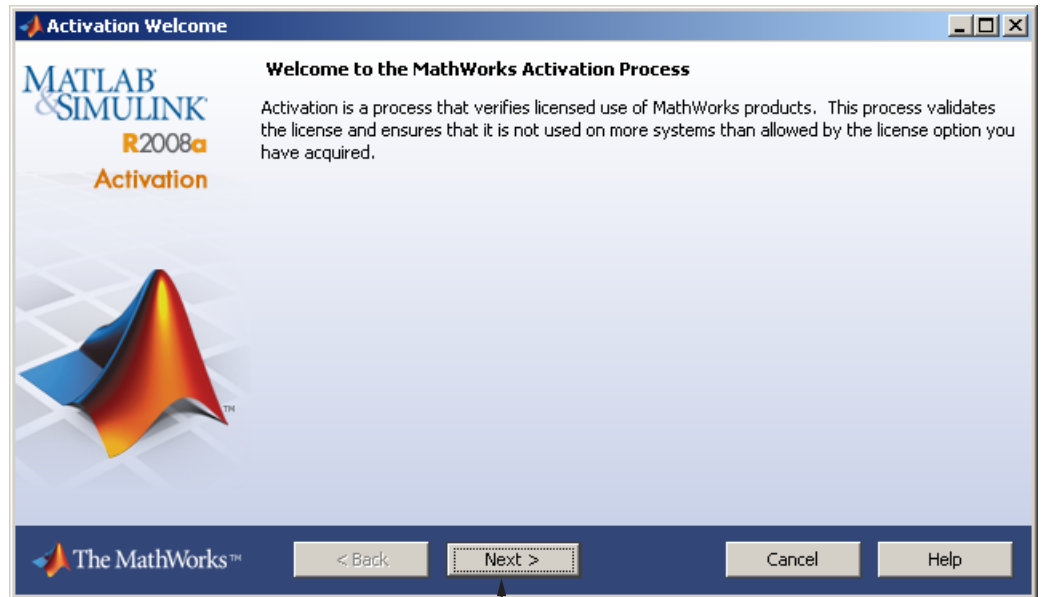 Activation Welcome
MATLAB®
&SIMULINK®
R2008a
Activation
Welcome to the MathWorks Activation Process
Activation is a process that verifies licensed use of MathWorks products.  This process validates
the license and ensures that it is not used on more systems than allowed by the license option you
have acquired.
TM
The MathWorks™
< Back
Next >
Cancel
Help